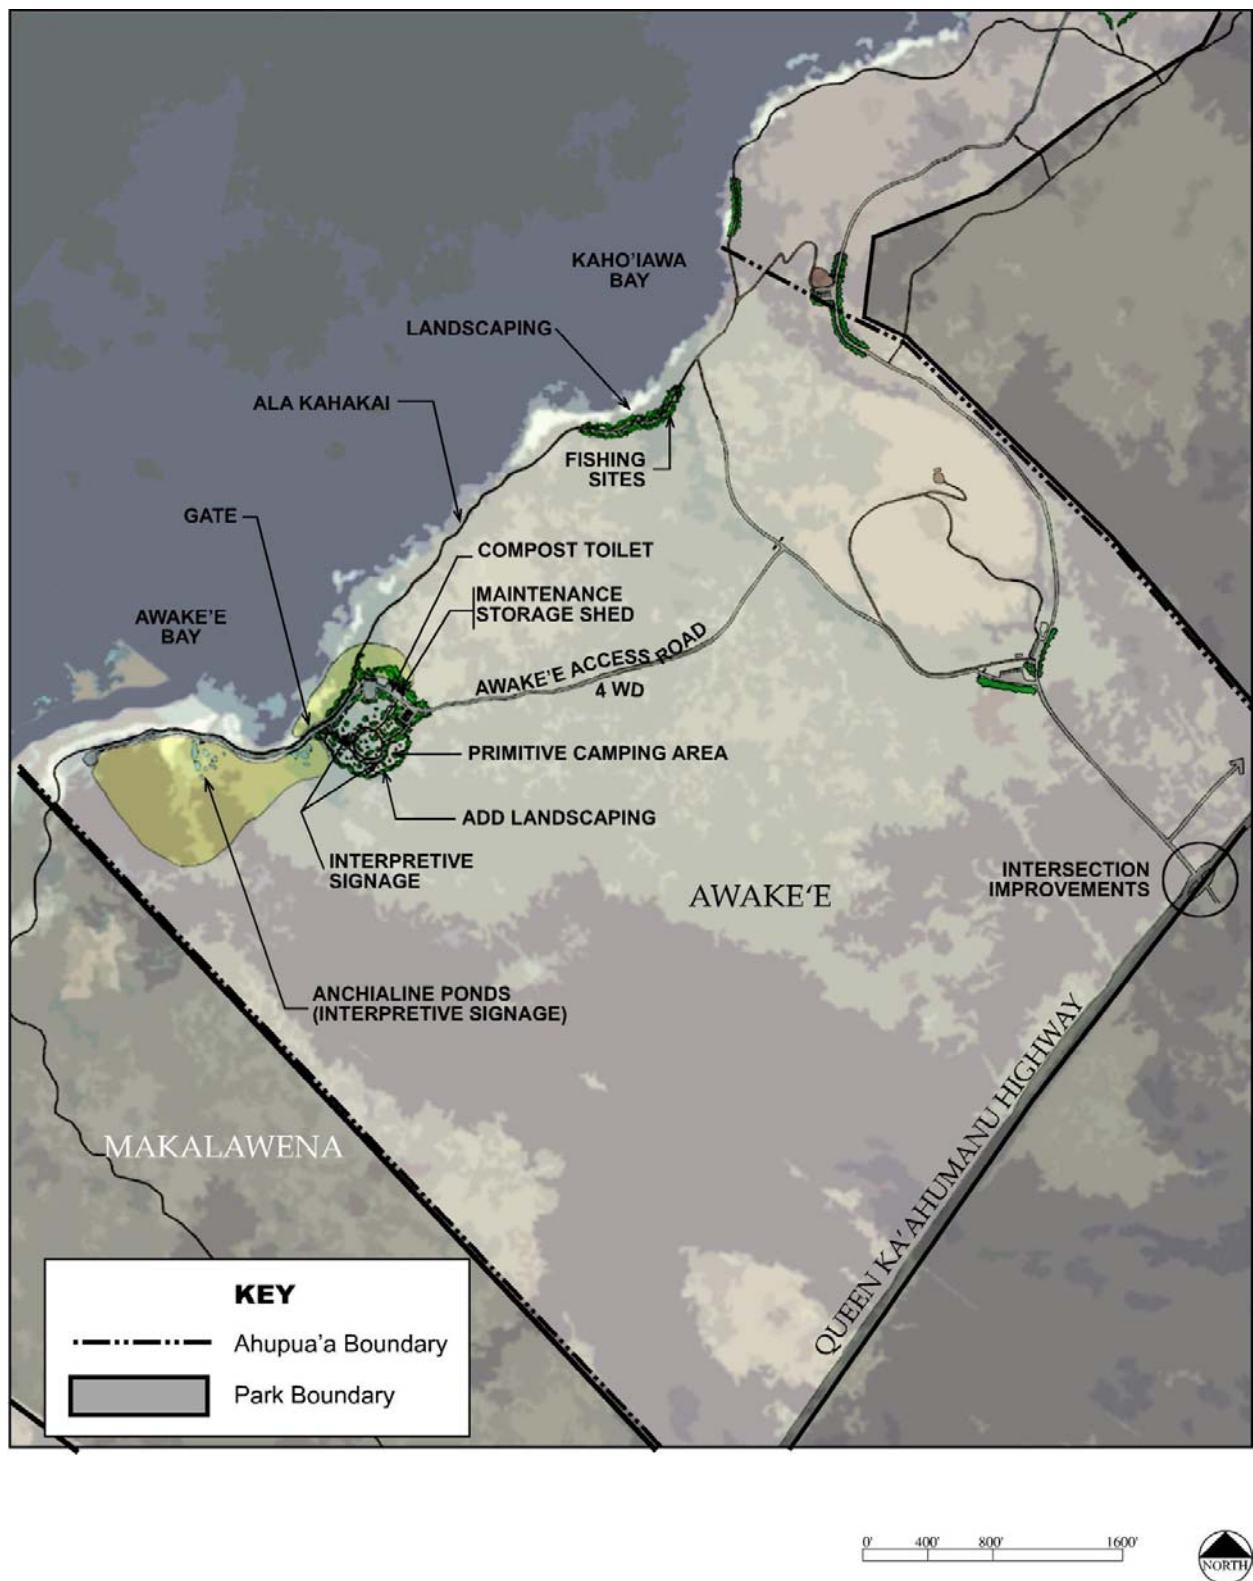 KAHO'IAWA
BAY
LANDSCAPING
ALA KAHAKAI
FISHING
SITES
GATE
COMPOST TOILET
MAINTENANCE
STORAGE SHED
AWAKE'E
BAY
AWAKE'E ACCESS ROAD
4 WD
PRIMITIVE CAMPING AREA
ADD LANDSCAPING
INTERPRETIVE
SIGNAGE
INTERSECTION
IMPROVEMENTS
AWAKE‘E
ANCHIALINE PONDS
(INTERPRETIVE SIGNAGE)
QUEEN KA'AHUMANU HIGHWAY
MAKALAWENA
KEY
Ahupua'a Boundary
Park Boundary
0' 400' 800' 1600'
NORTH